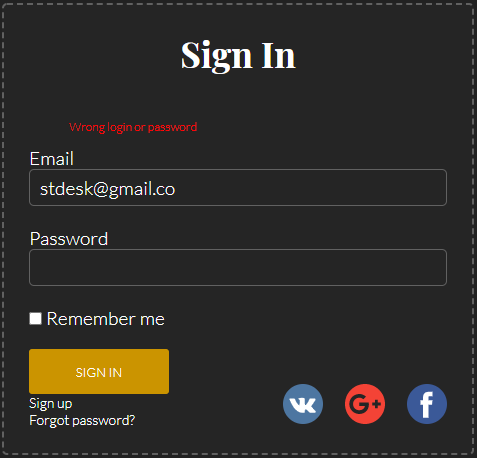 Sign In
Wrong login or password
Email
stdesk@gmail.co
Password
Remember me
SIGN IN
Sign up
Forgot password?
G+
f